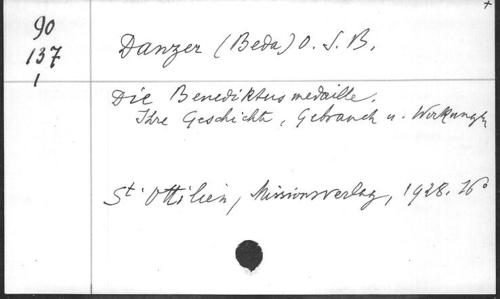 90
137
1
Danzer (Beda) O. S. B.
Die Benediktusmedaille.
Ihre Geschichte, Gebrauch u. Wirkungen
St. Ottilien, Missionsverlag, 1928. 16°